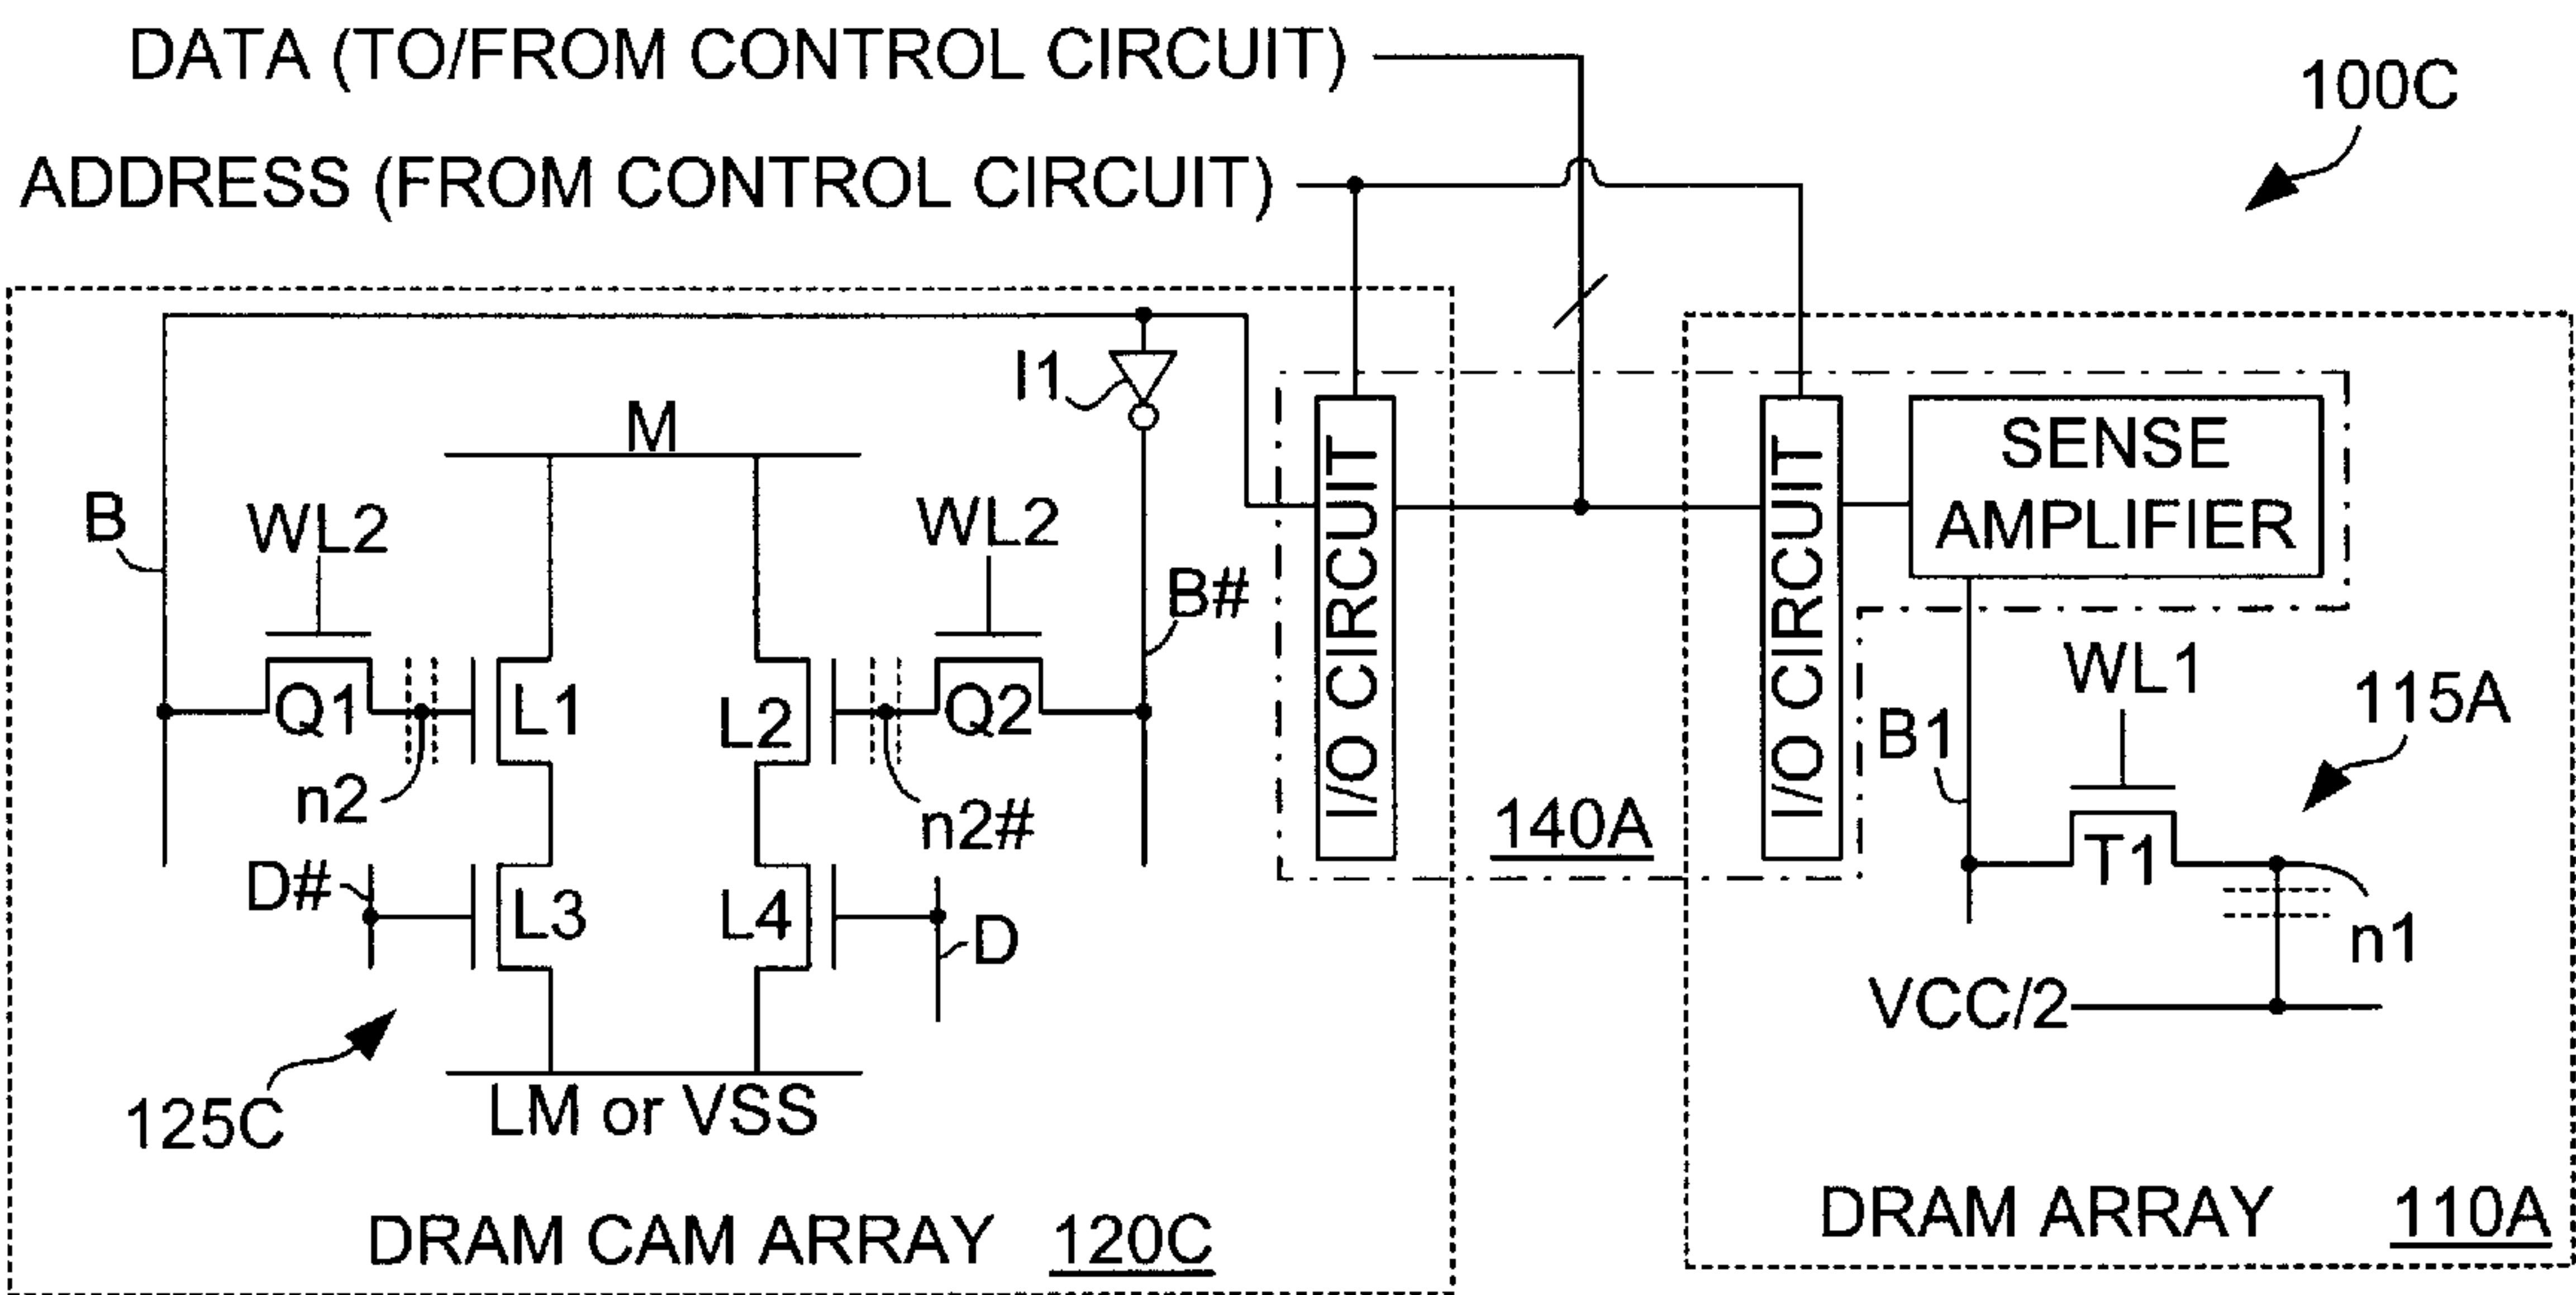 DATA (TO/FROM CONTROL CIRCUIT)
100C
ADDRESS (FROM CONTROL CIRCUIT)
I1
M
B
WL2
WL2
B#
I/O CIRCUIT
I/O CIRCUIT
SENSE
AMPLIFIER
Q1
L1
L2
Q2
n2
n2#
WL1
115A
B1
140A
T1
D#
L3
L4
D
n1
VCC/2
125C
LM or VSS
DRAM CAM ARRAY 120C
DRAM ARRAY 110A